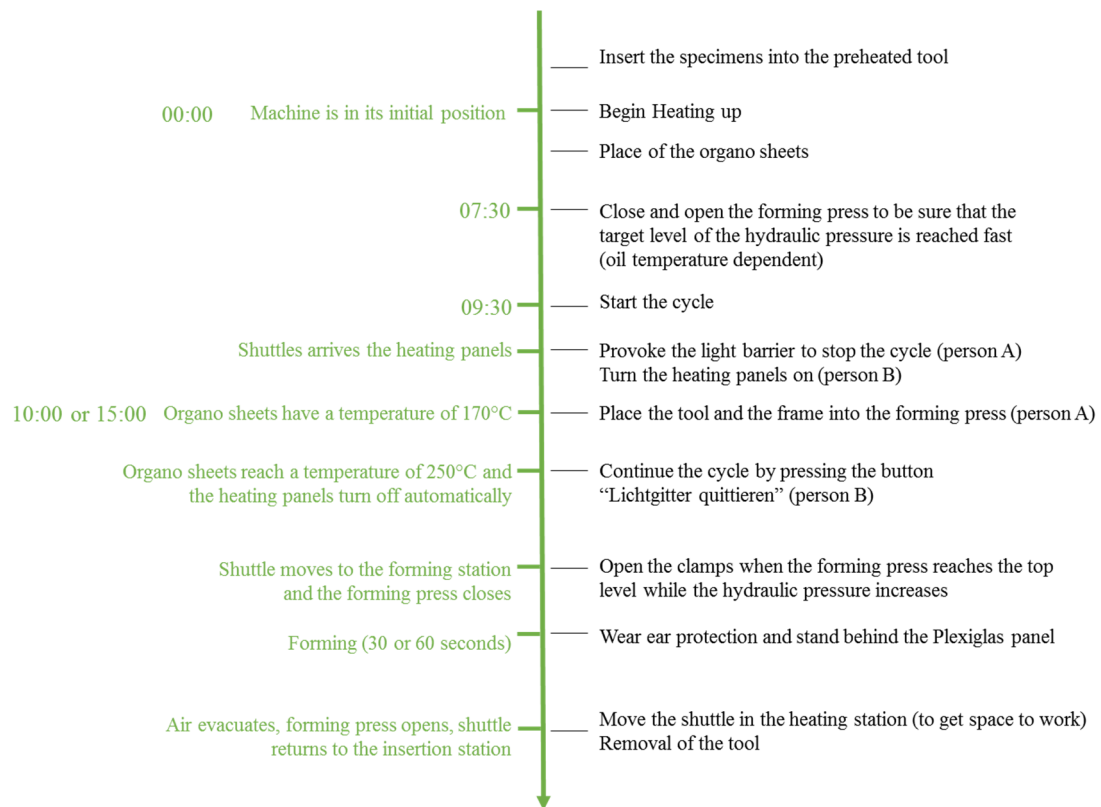 Insert the specimens into the preheated tool
00:00 Machine is in its initial position
Begin Heating up
Place of the organo sheets
07:30
Close and open the forming press to be sure that the
target level of the hydraulic pressure is reached fast
(oil temperature dependent)
09:30
Start the cycle
Shuttles arrives the heating panels
Provoke the light barrier to stop the cycle (person A)
Turn the heating panels on (person B)
10:00 or 15:00 Organo sheets have a temperature of 170°C
Place the tool and the frame into the forming press (person A)
Organo sheets reach a temperature of 250°C and
the heating panels turn off automatically
Continue the cycle by pressing the button
“Lichtgitter quittieren” (person B)
Shuttle moves to the forming station
and the forming press closes
Open the clamps when the forming press reaches the top
level while the hydraulic pressure increases
Forming (30 or 60 seconds)
Wear ear protection and stand behind the Plexiglas panel
Air evacuates, forming press opens, shuttle
returns to the insertion station
Move the shuttle in the heating station (to get space to work)
Removal of the tool